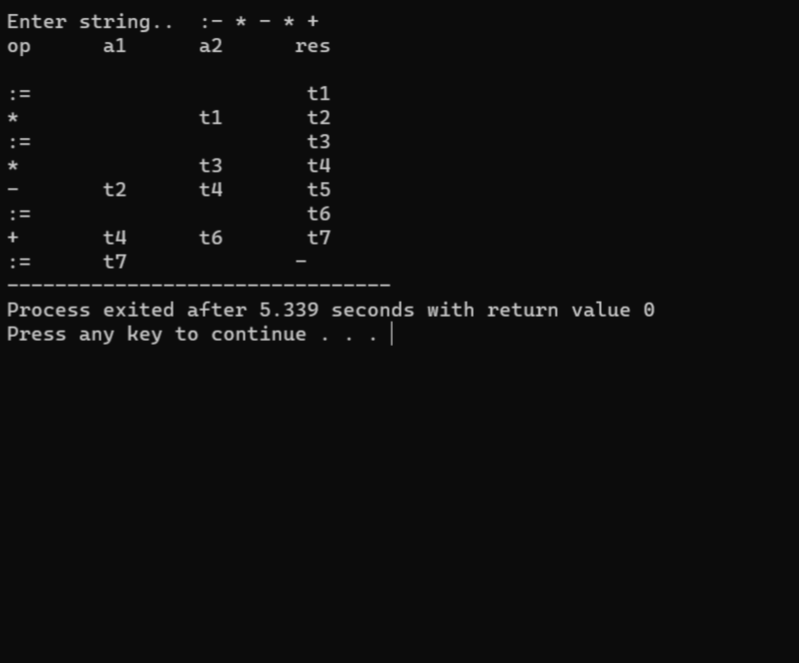 Enter string..  :- * - * +
op      a1      a2      res
:=                       t1
*               t1       t2
:=                       t3
*               t3       t4
-       t2      t4       t5
:=                       t6
+       t4      t6       t7
:=      t7              -
--------------------------------
Process exited after 5.339 seconds with return value 0
Press any key to continue . . .